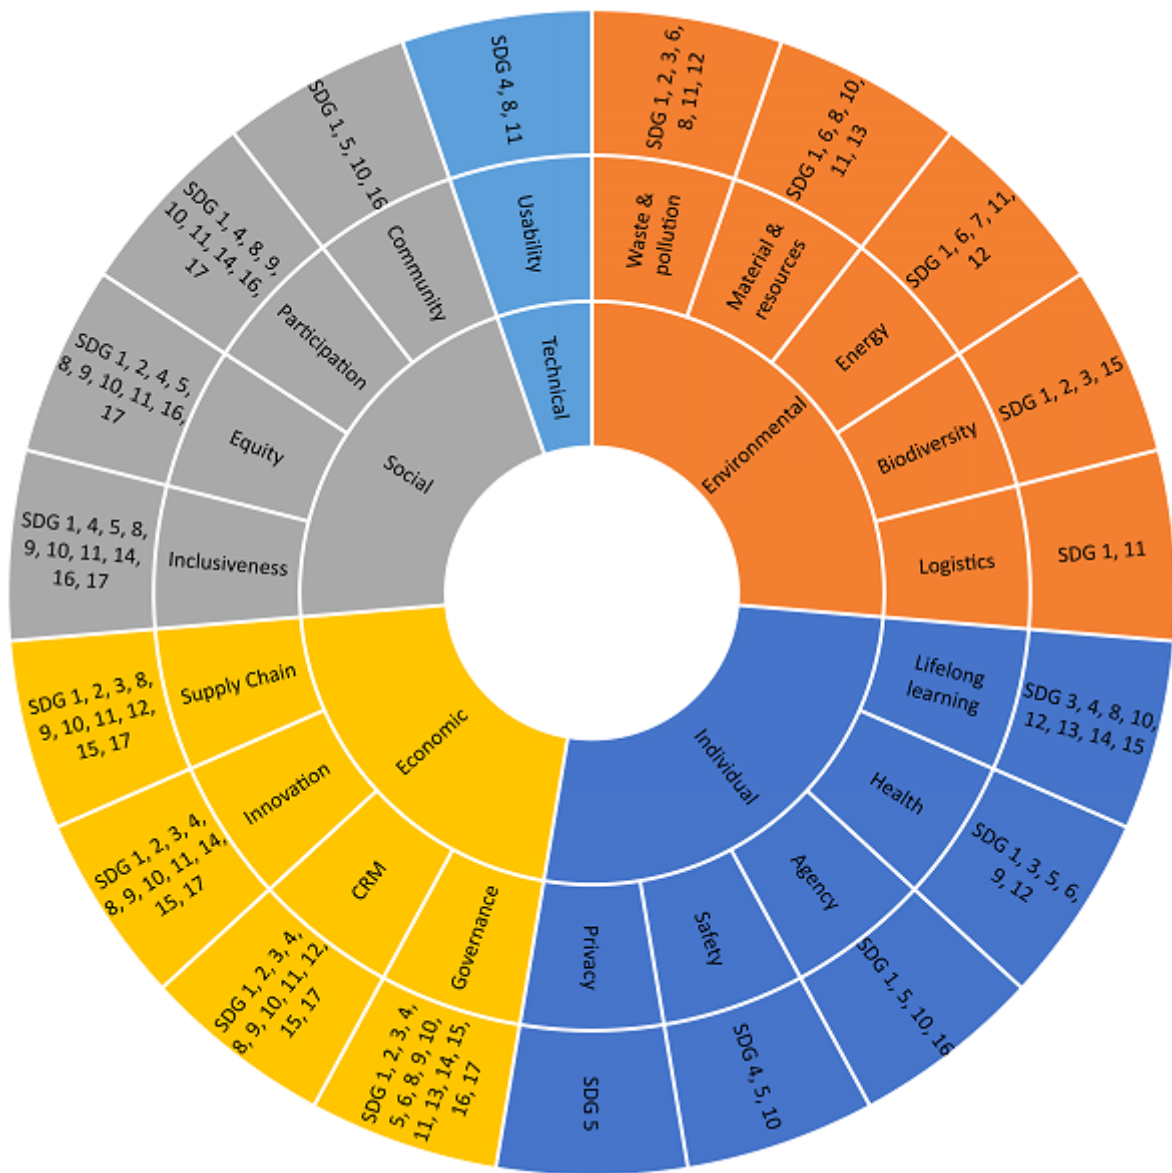 Environmental
Waste &
pollution
SDG 1, 2, 3, 6,
8, 11, 12
Material &
resources
SDG 1, 6, 8, 10,
11, 13
Energy
SDG 1, 6, 7, 11,
12
Biodiversity
SDG 1, 2, 3, 15
Logistics
SDG 1, 11
Individual
Lifelong
learning
SDG 3, 4, 8, 10,
12, 13, 14, 15
Health
SDG 1, 3, 5, 6,
9, 12
Agency
SDG 1, 5, 10, 16
Safety
SDG 4, 5, 10
Privacy
SDG 5
Economic
Governance
SDG 1, 2, 3, 4,
5, 6, 8, 9, 10,
11, 13, 14, 15,
16, 17
CRM
SDG 1, 2, 3, 4,
8, 9, 10, 11, 12,
15, 17
Innovation
SDG 1, 2, 3, 4,
8, 9, 10, 11, 14,
15, 17
Supply Chain
SDG 1, 2, 3, 8,
9, 10, 11, 12,
15, 17
Social
Inclusiveness
SDG 1, 4, 5, 8,
9, 10, 11, 14,
16, 17
Equity
SDG 1, 2, 4, 5,
8, 9, 10, 11, 16,
17
Participation
SDG 1, 4, 8, 9,
10, 11, 14, 16,
17
Community
SDG 1, 5, 10, 16
Technical
Usability
SDG 4, 8, 11